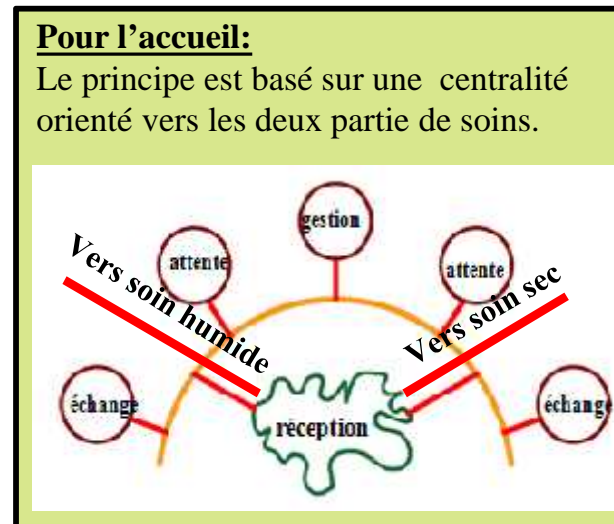 Pour l’accueil:
Le principe est basé sur une centralité
orienté vers les deux partie de soins.
gestion
attente
attente
Vers soin humide
Vers soin sec
échange
réception
échange